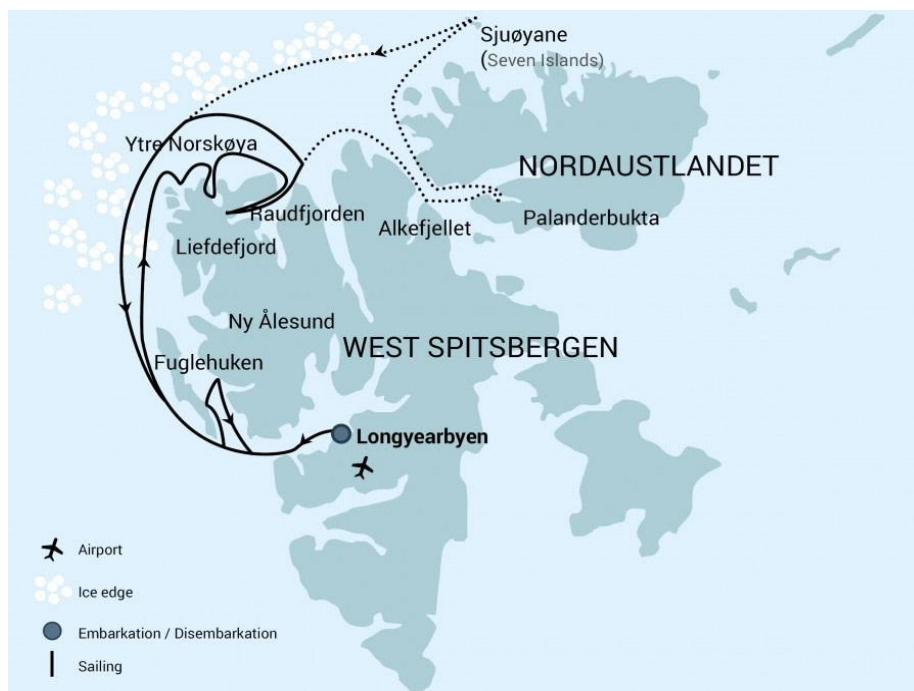 Sjuøyane
(Seven Islands)
Ytre Norskøya
NORDAUSTLANDET
Raudfjorden
Palanderbukta
Alkefjellet
Liefdefjord
Ny Ålesund
WEST SPITSBERGEN
Fuglehuken
Longyearbyen
Airport
Ice edge
Embarkation / Disembarkation
Sailing